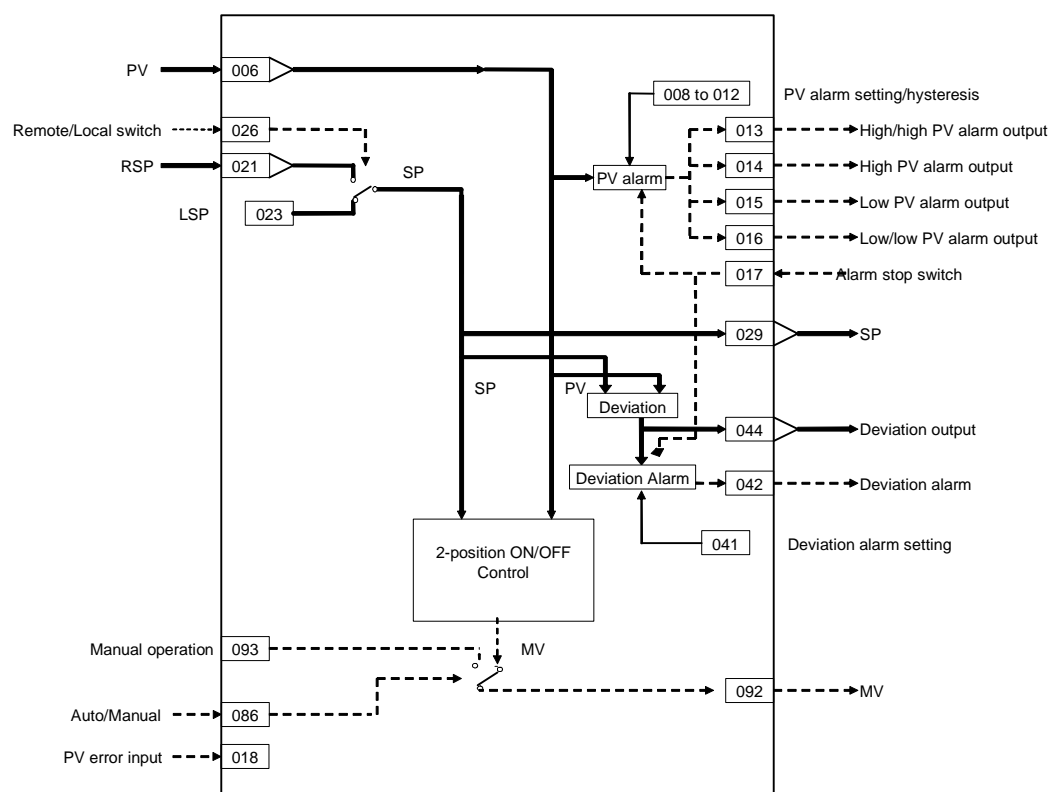 PV
006
008 to 012
PV alarm setting/hysteresis
Remote/Local switch
026
013
High/high PV alarm output
RSP
021
SP
014
High PV alarm output
PV alarm
LSP
023
015
Low PV alarm output
016
Low/low PV alarm output
017
Alarm stop switch
029
SP
SP
PV
Deviation
044
Deviation output
Deviation Alarm
042
Deviation alarm
2-position ON/OFF
Control
041
Deviation alarm setting
Manual operation
093
MV
092
MV
Auto/Manual
086
PV error input
018